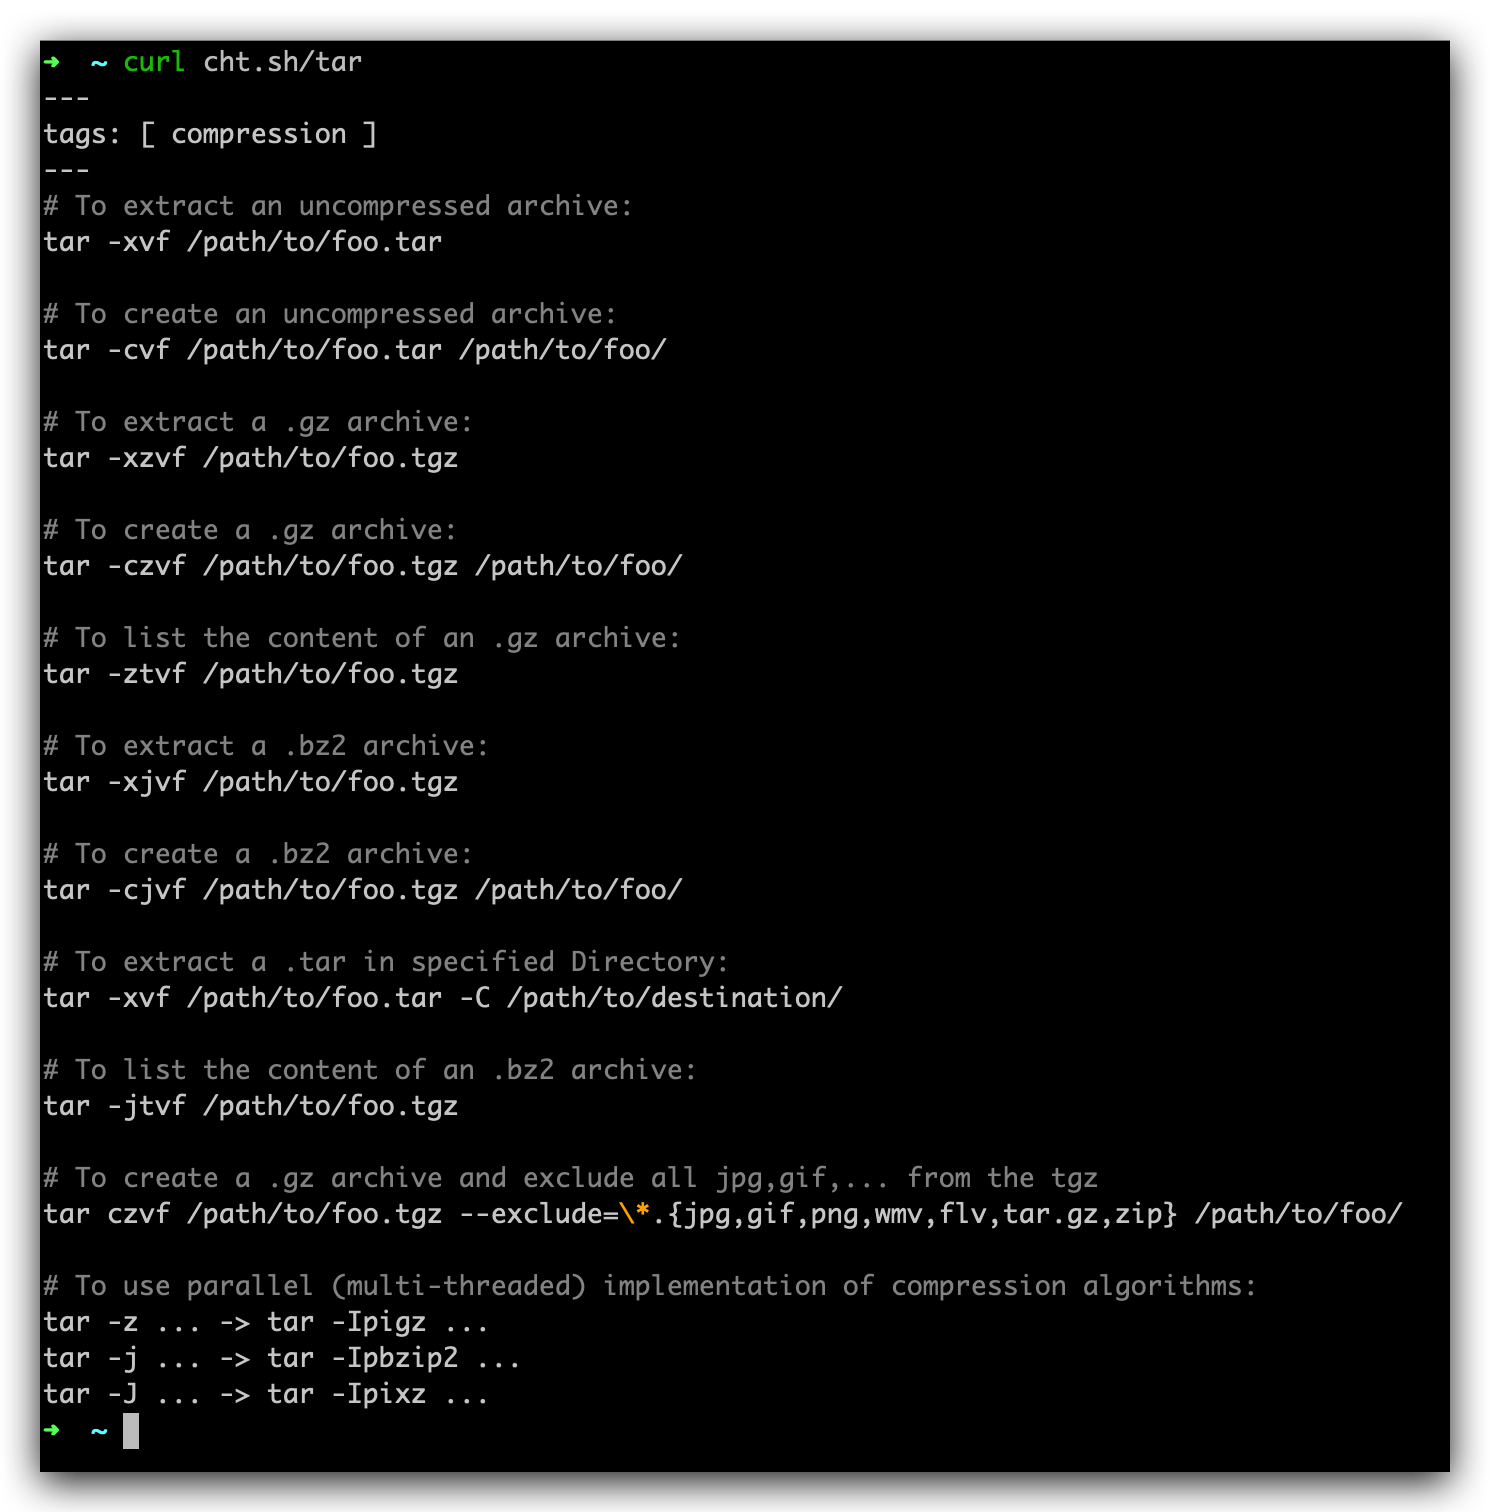 ➜  ~ curl cht.sh/tar
---
tags: [ compression ]
---
# To extract an uncompressed archive:
tar -xvf /path/to/foo.tar

# To create an uncompressed archive:
tar -cvf /path/to/foo.tar /path/to/foo/

# To extract a .gz archive:
tar -xzvf /path/to/foo.tgz

# To create a .gz archive:
tar -czvf /path/to/foo.tgz /path/to/foo/

# To list the content of an .gz archive:
tar -ztvf /path/to/foo.tgz

# To extract a .bz2 archive:
tar -xjvf /path/to/foo.tgz

# To create a .bz2 archive:
tar -cjvf /path/to/foo.tgz /path/to/foo/

# To extract a .tar in specified Directory:
tar -xvf /path/to/foo.tar -C /path/to/destination/

# To list the content of an .bz2 archive:
tar -jtvf /path/to/foo.tgz

# To create a .gz archive and exclude all jpg,gif,... from the tgz
tar czvf /path/to/foo.tgz --exclude=\*.{jpg,gif,png,wmv,flv,tar.gz,zip} /path/to/foo/

# To use parallel (multi-threaded) implementation of compression algorithms:
tar -z ... -> tar -Ipigz ...
tar -j ... -> tar -Ipbzip2 ...
tar -J ... -> tar -Ipixz ...
➜  ~